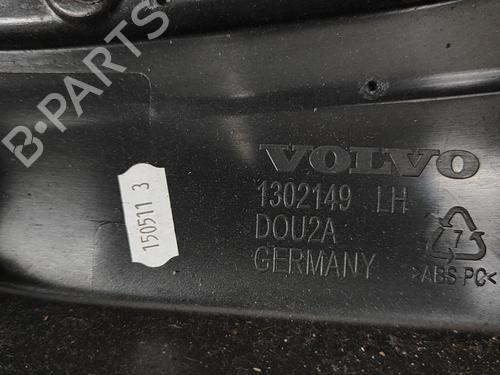 B-PARTS
VOLVO
1302149 LH
DOU2A
GERMANY
7
>ABS-PC<
150511 3